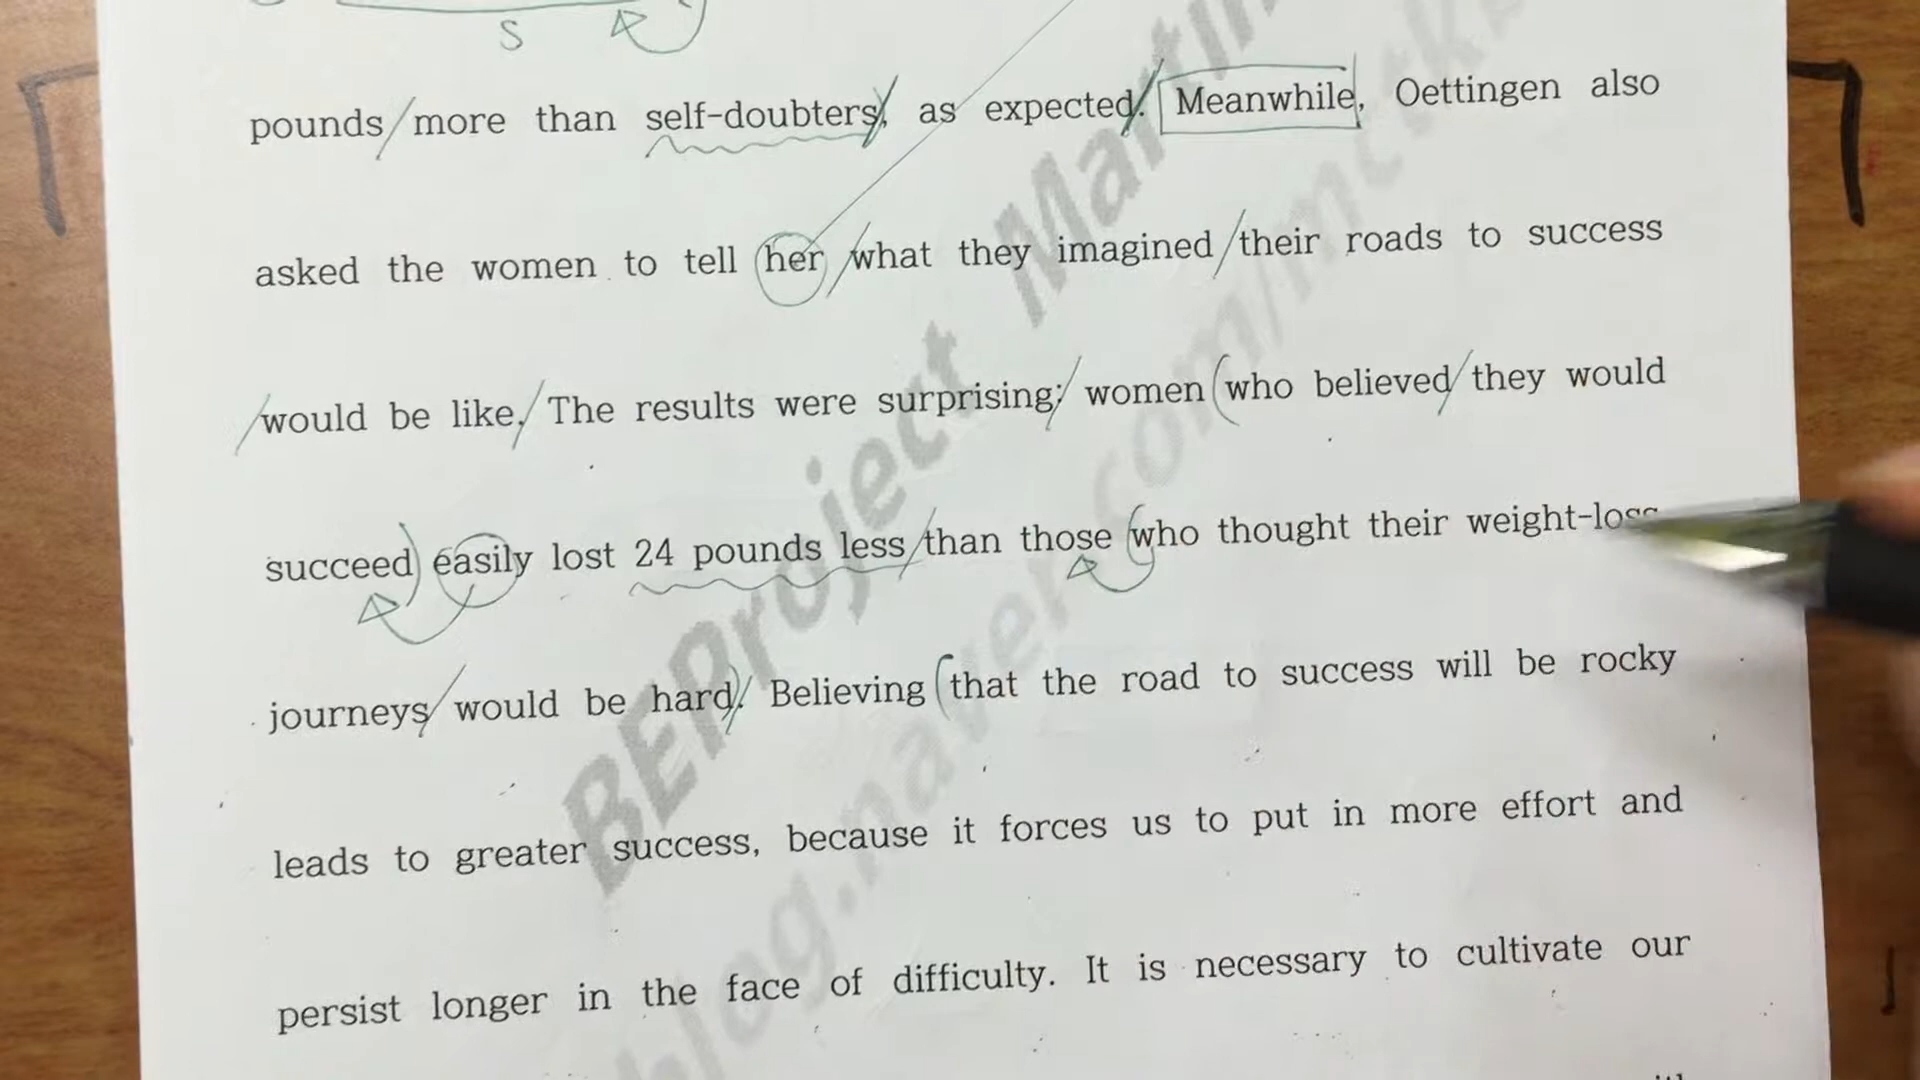 S
pounds more than self-doubters, as expected. Meanwhile, Oettingen also
asked the women to tell her what they imagined their roads to success
would be like. The results were surprising: women who believed they would
succeed easily lost 24 pounds less than those who thought their weight-loss
journeys would be hard. Believing that the road to success will be rocky
leads to greater success, because it forces us to put in more effort and
persist longer in the face of difficulty. It is necessary to cultivate our
BEProject
blog.naver.com/